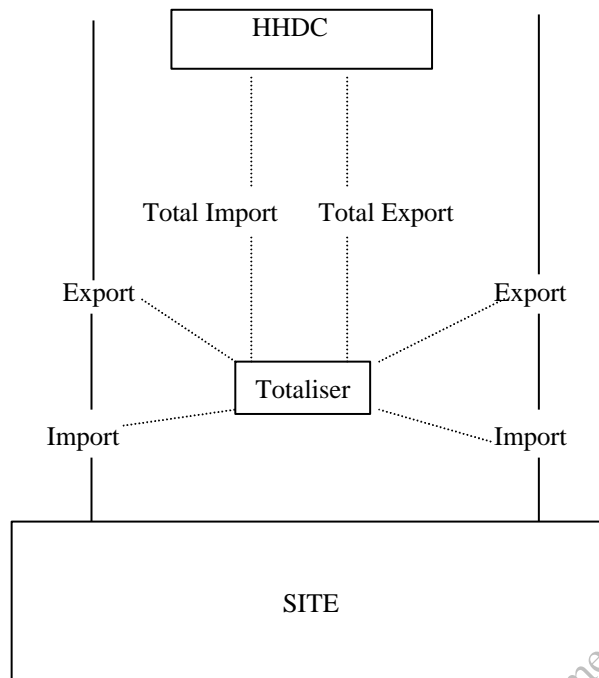 HHDC
Total Import Total Export
Export Export
Totaliser
Import Import
SITE